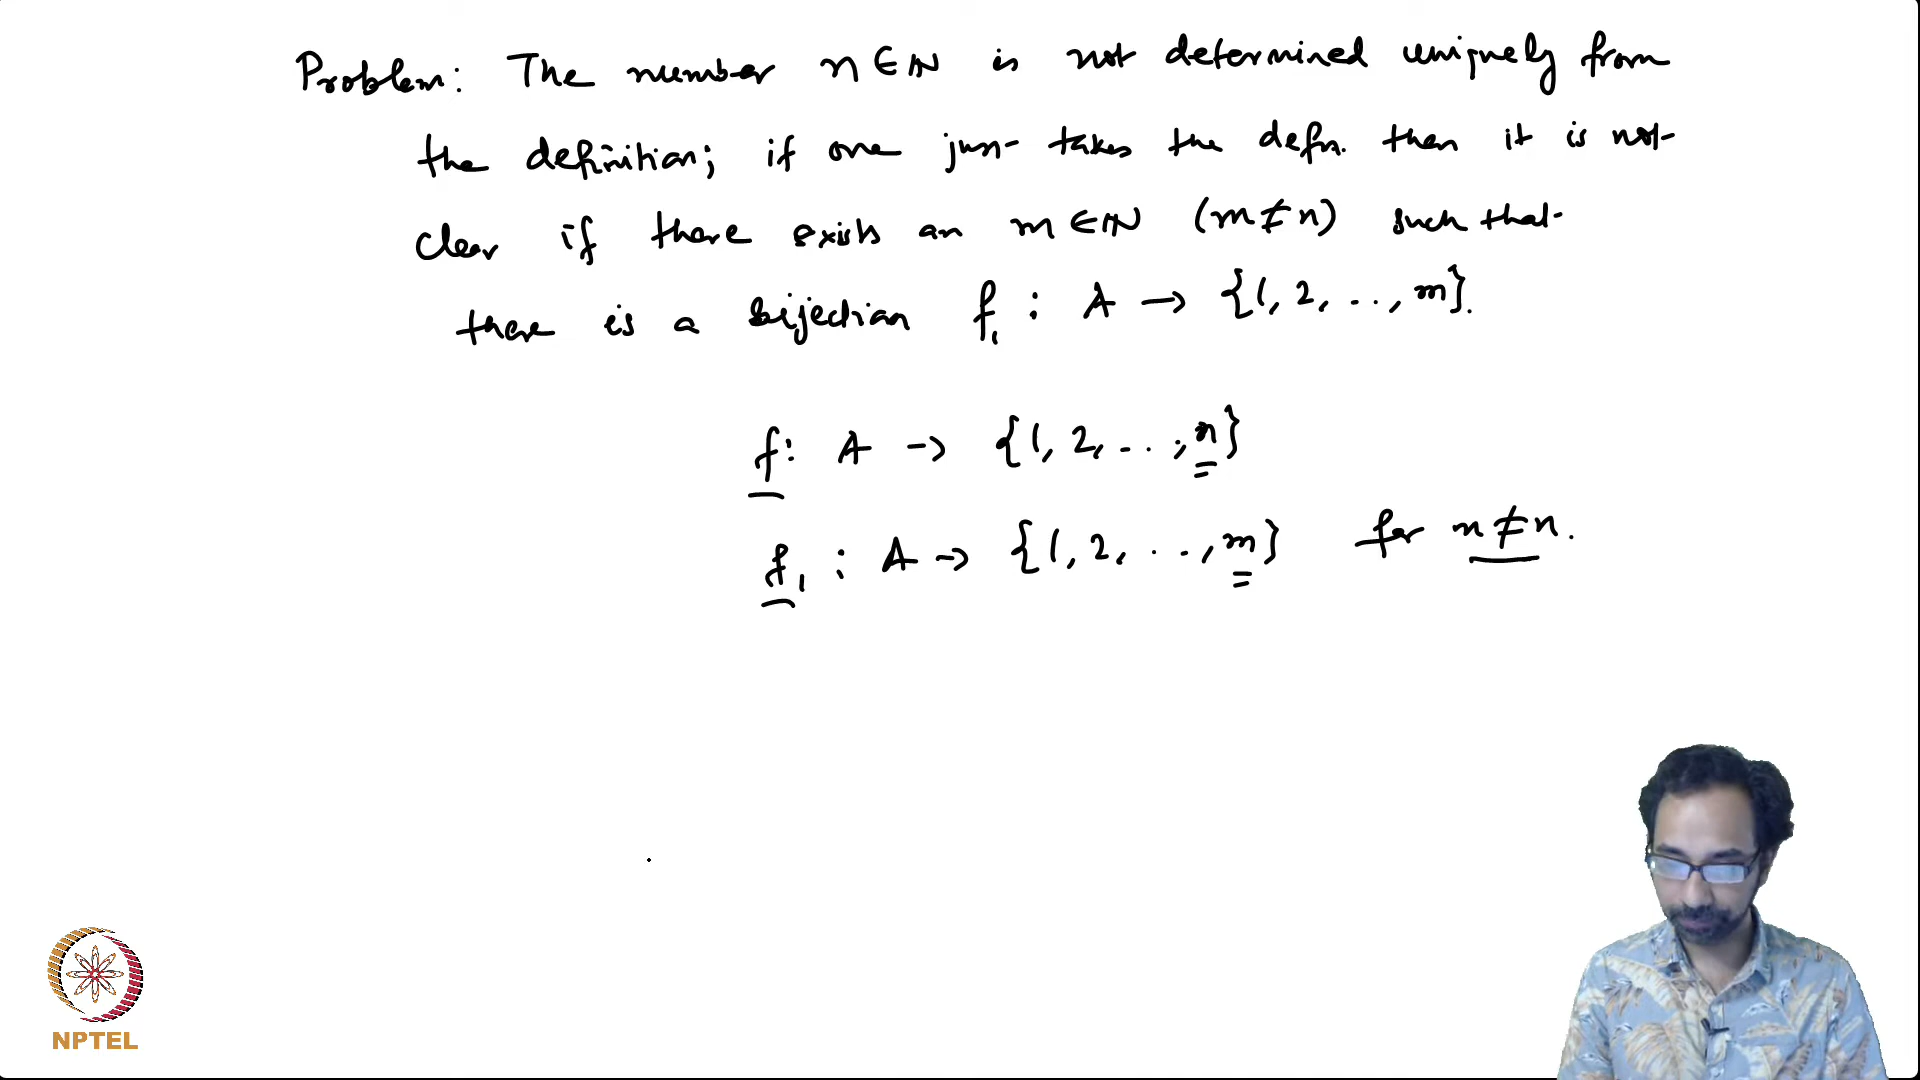 Problem: The number n ∈ ℕ is not determined uniquely from
the definition; if one just takes the defn. then it is not
clear if there exists an m ∈ ℕ (m ≠ n) such that
there is a bijection f₁ : A → {1, 2, .., m}.
f: A → {1, 2, ..., n}
f₁ : A → {1, 2, ..., m} for m ≠ n.
NPTEL